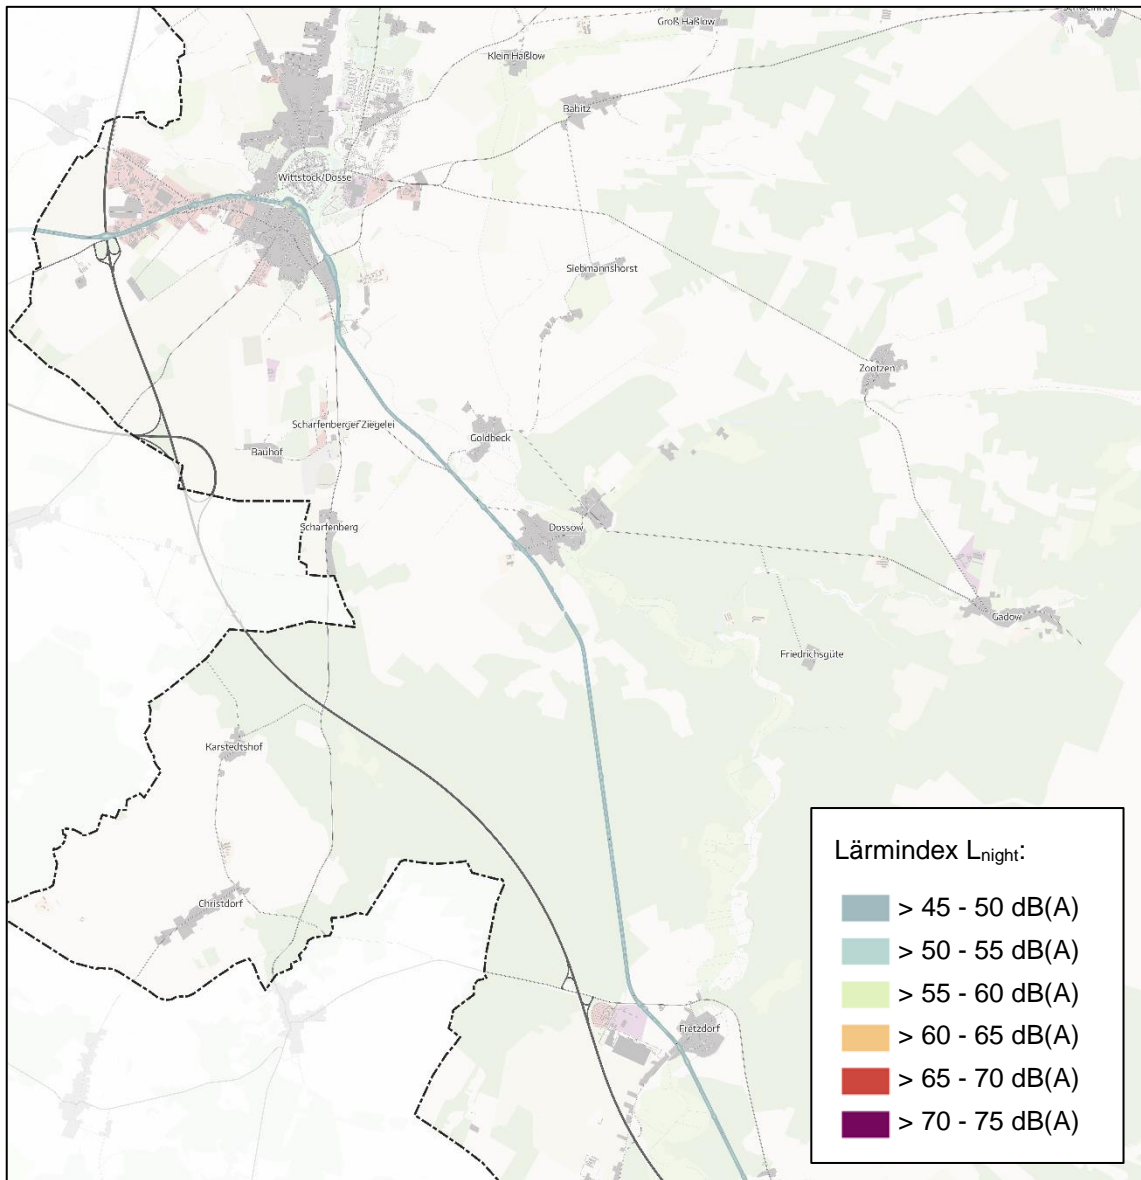 Groß Haßlow
Klein Haßlow
Babitz
Wittstock/Dosse
Siebmannshorst
Zootzen
Scharfenberger Ziegelei
Goldbeck
Bauhof
Scharfenberg
Dossow
Gadow
Friedrichsgüte
Karstedtshof
Christdorf
Fretzdorf
Lärmindex Lnight:
> 45 - 50 dB(A)
> 50 - 55 dB(A)
> 55 - 60 dB(A)
> 60 - 65 dB(A)
> 65 - 70 dB(A)
> 70 - 75 dB(A)